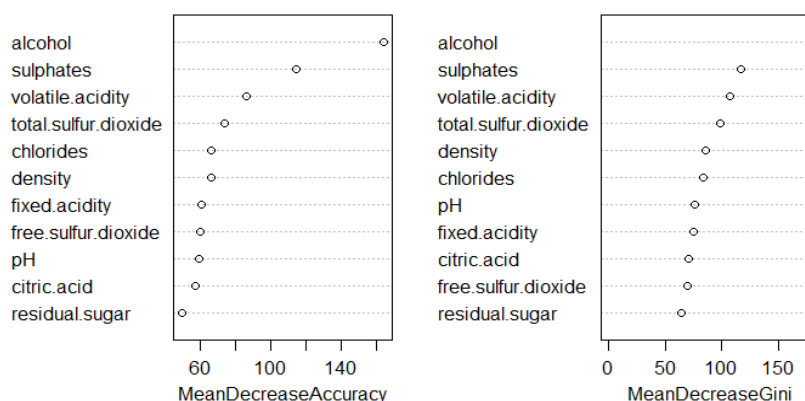 alcohol
sulphates
volatile.acidity
total.sulfur.dioxide
chlorides
density
fixed.acidity
free.sulfur.dioxide
pH
citric.acid
residual.sugar
60 100 140
MeanDecreaseAccuracy
alcohol
sulphates
volatile.acidity
total.sulfur.dioxide
density
chlorides
pH
fixed.acidity
citric.acid
free.sulfur.dioxide
residual.sugar
0 50 100 150
MeanDecreaseGini